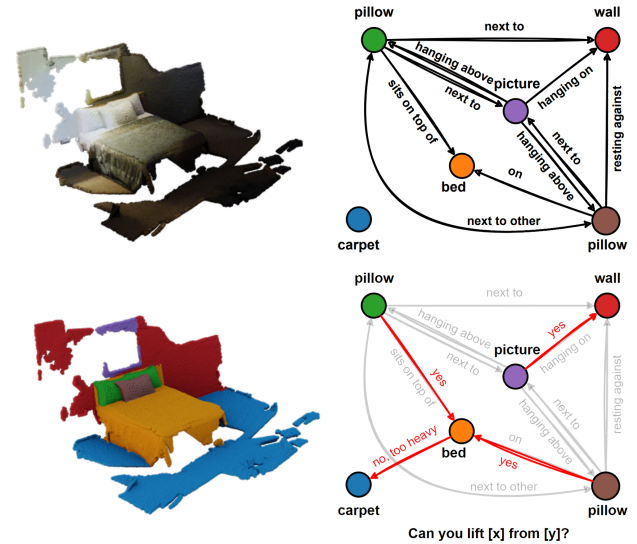 pillow
wall
next to
hanging above
picture
hanging on
sits on top of
next to
next to
hanging above
resting against
bed
on
next to other
carpet
pillow
pillow
wall
next to
hanging above
yes
picture
hanging on
sits on top of
yes
next to
next to
hanging above
resting against
no, too heavy
bed
on
yes
next to other
carpet
pillow
Can you lift [x] from [y]?